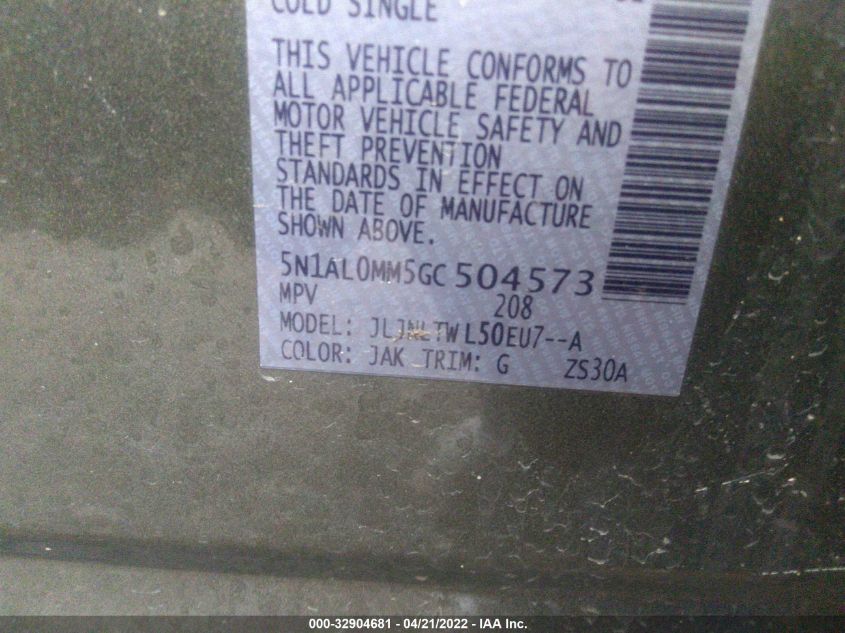 COLD SINGLE
THIS VEHICLE CONFORMS TO
ALL APPLICABLE FEDERAL
MOTOR VEHICLE SAFETY AND
THEFT PREVENTION
STANDARDS IN EFFECT ON
THE DATE OF MANUFACTURE
SHOWN ABOVE.
5N1AL0MM5GC504573
MPV 208
MODEL: JLJNLTWL50EU7--A
COLOR: JAK TRIM: G ZS30A
000-32904681 - 04/21/2022 - IAA Inc.